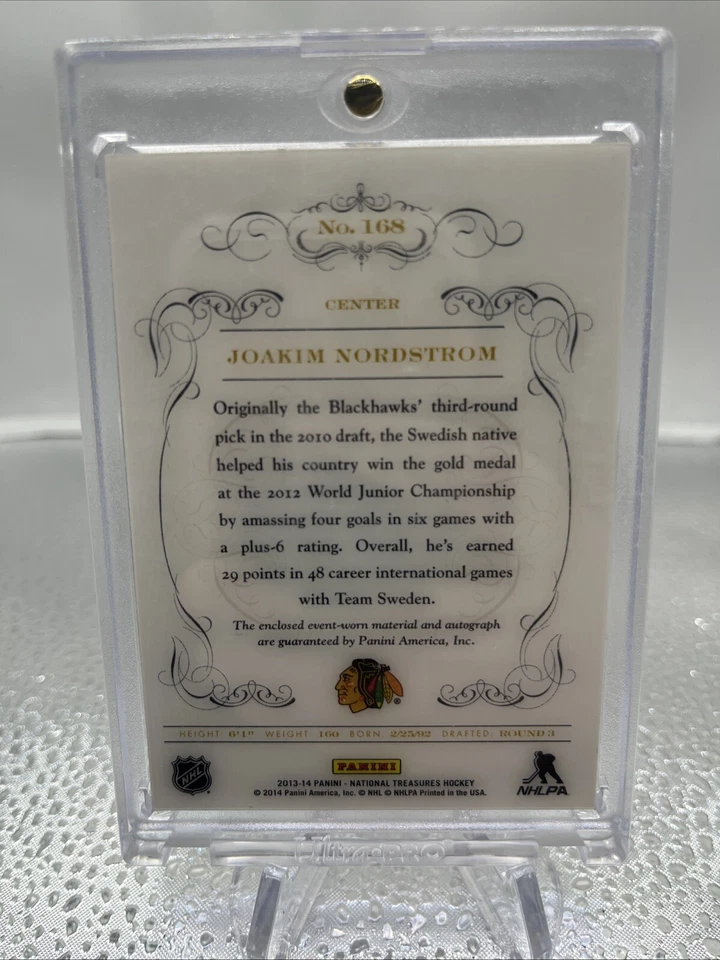 No. 168
CENTER
JOAKIM NORDSTROM
Originally the Blackhawks' third-round
pick in the 2010 draft, the Swedish native
helped his country win the gold medal
at the 2012 World Junior Championship
by amassing four goals in six games with
a plus-6 rating. Overall, he's earned
29 points in 48 career international games
with Team Sweden.
The enclosed event-worn material and autograph
are guaranteed by Panini America, Inc.
®
HEIGHT: 6'1" WEIGHT: 160 BORN: 2/25/92 DRAFTED: ROUND 3
NHL
PANINI
2013-14 PANINI - NATIONAL TREASURES HOCKEY
© 2014 Panini America, Inc. © NHL © NHLPA Printed in the USA.
NHLPA
Ultra-PRO